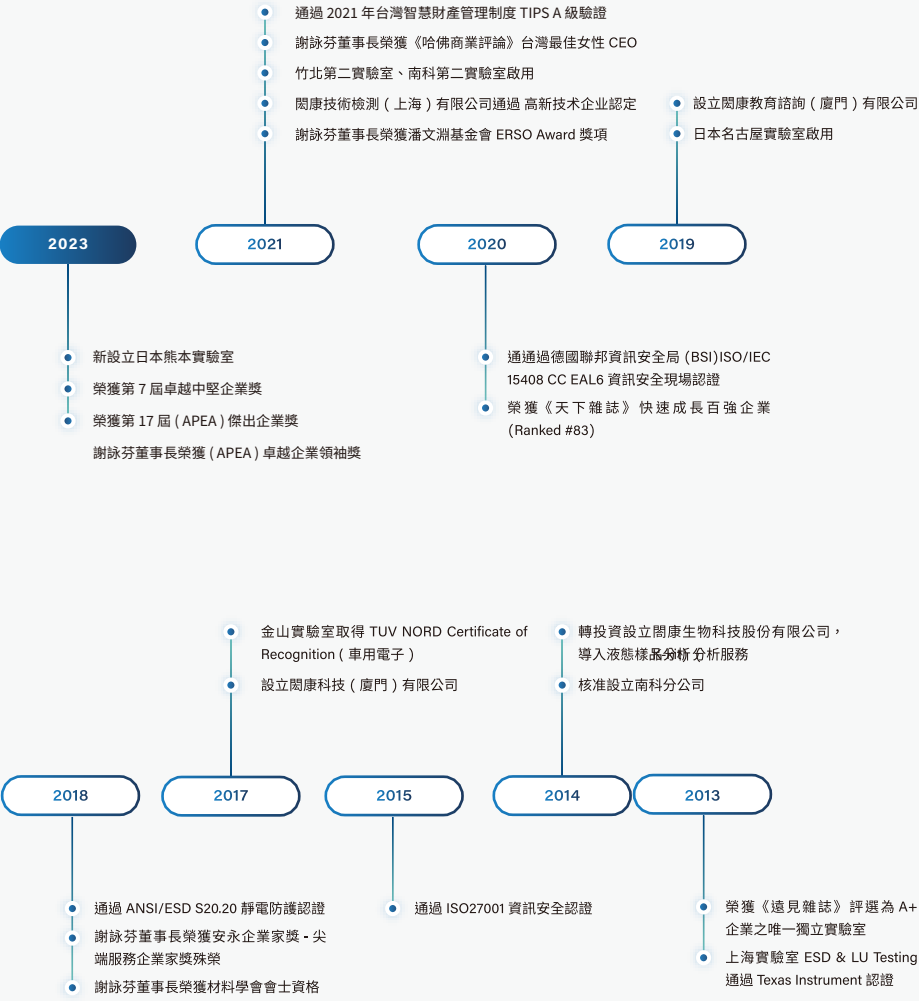 通過 2021 年台灣智慧財產管理制度 TIPS A 級驗證
謝詠芬董事長榮獲《哈佛商業評論》台灣最佳女性 CEO
竹北第二實驗室、南科第二實驗室啟用
閎康技術檢測 ( 上海 ) 有限公司通過 高新技术企业認定
謝詠芬董事長榮獲潘文淵基金會 ERSO Award 獎項
設立閎康教育諮詢 ( 廈門 ) 有限公司
日本名古屋實驗室啟用
2023
2021
2020
2019
新設立日本熊本實驗室
榮獲第 7 屆卓越中堅企業獎
榮獲第 17 屆 ( APEA ) 傑出企業獎
謝詠芬董事長榮獲 ( APEA ) 卓越企業領袖獎
通通過德國聯邦資訊安全局 (BSI)ISO/IEC
15408 CC EAL6 資訊安全現場認證
榮獲《天下雜誌》快速成長百強企業
(Ranked #83)
金山實驗室取得 TUV NORD Certificate of
Recognition ( 車用電子 )
設立閎康科技 ( 廈門 ) 有限公司
轉投資設立閎康生物科技股份有限公司，
導入液態樣品分析服務
核准設立南科分公司
2018
2017
2015
2014
2013
通過 ANSI/ESD S20.20 靜電防護認證
謝詠芬董事長榮獲安永企業家獎 - 尖
端服務企業家獎殊榮
謝詠芬董事長榮獲材料學會會士資格
通過 ISO27001 資訊安全認證
榮獲《遠見雜誌》評選為 A+
企業之唯一獨立實驗室
上海實驗室 ESD & LU Testing
通過 Texas Instrument 認證